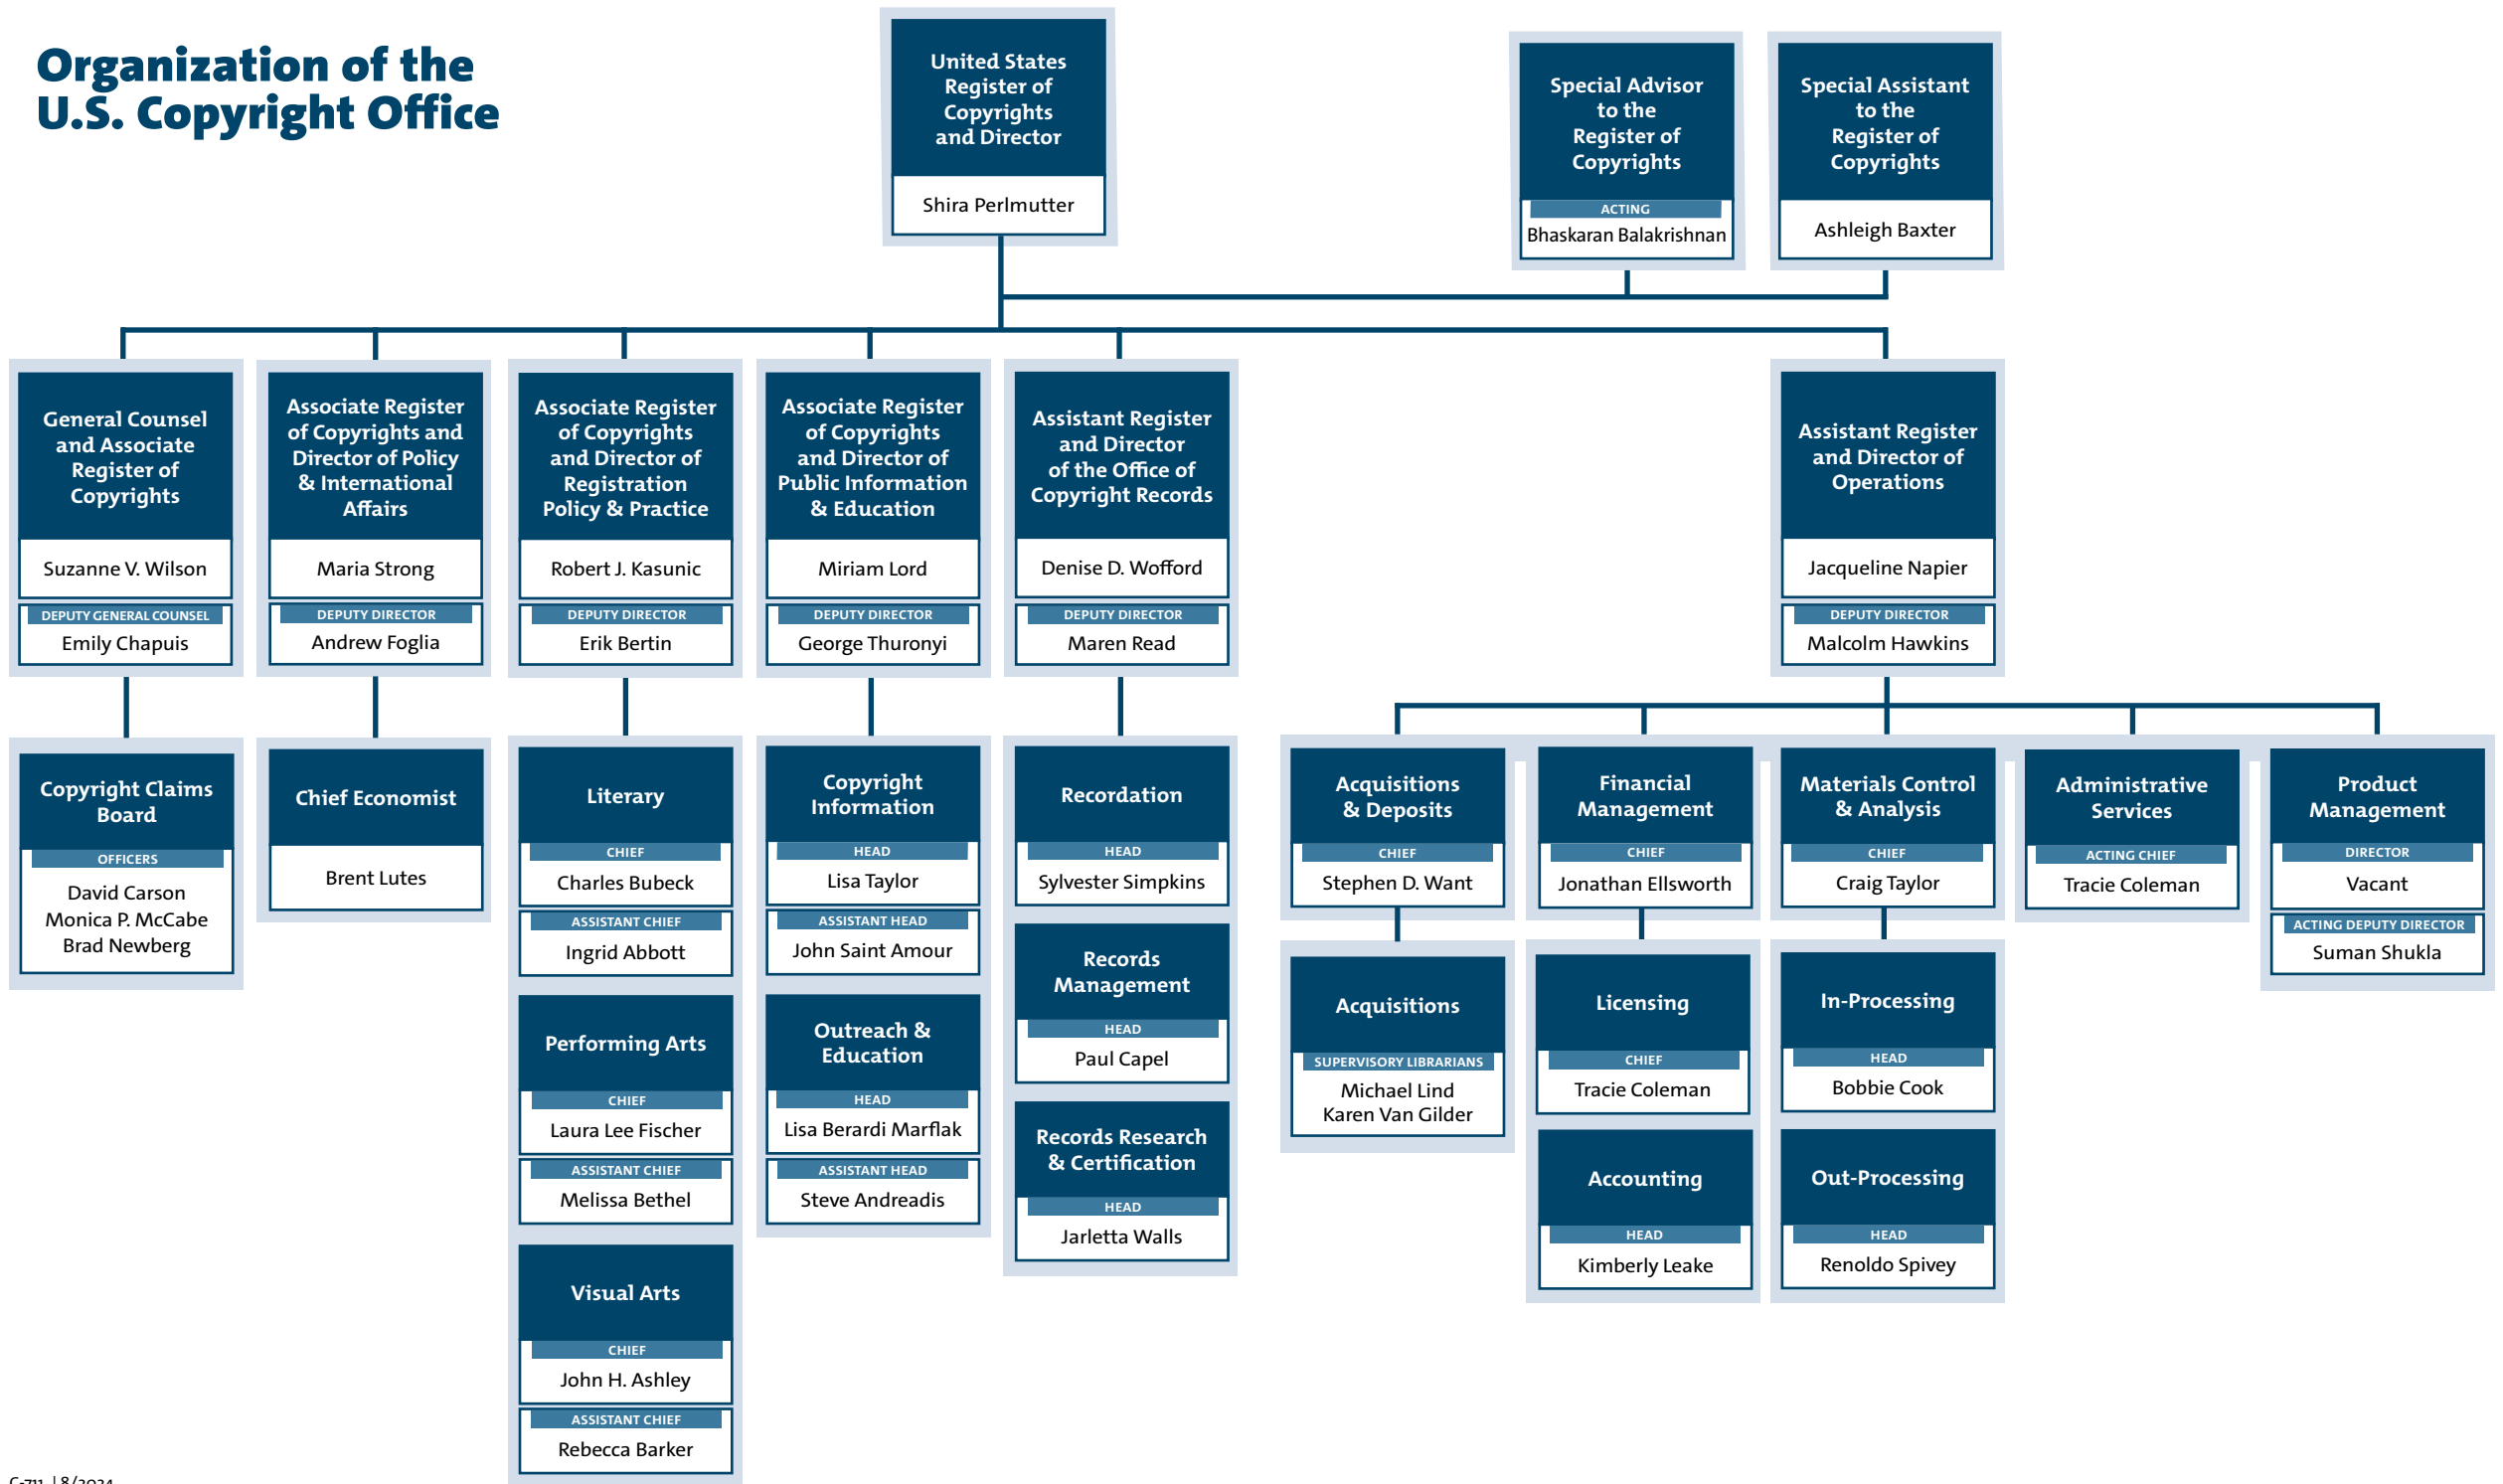 Organization of the
U.S. Copyright Office
United States
Register of
Copyrights
and Director
Shira Perlmutter
Special Advisor
to the
Register of
Copyrights
ACTING
Bhaskaran Balakrishnan
Special Assistant
to the
Register of
Copyrights
Ashleigh Baxter
General Counsel
and Associate
Register of
Copyrights
Suzanne V. Wilson
DEPUTY GENERAL COUNSEL
Emily Chapuis
Associate Register
of Copyrights and
Director of Policy
& International
Affairs
Maria Strong
DEPUTY DIRECTOR
Andrew Foglia
Associate Register
of Copyrights
and Director of
Registration
Policy & Practice
Robert J. Kasunic
DEPUTY DIRECTOR
Erik Bertin
Associate Register
of Copyrights
and Director of
Public Information
& Education
Miriam Lord
DEPUTY DIRECTOR
George Thuronyi
Assistant Register
and Director
of the Office of
Copyright Records
Denise D. Wofford
DEPUTY DIRECTOR
Maren Read
Assistant Register
and Director of
Operations
Jacqueline Napier
DEPUTY DIRECTOR
Malcolm Hawkins
Copyright Claims
Board
OFFICERS
David Carson
Monica P. McCabe
Brad Newberg
Chief Economist
Brent Lutes
Literary
CHIEF
Charles Bubeck
ASSISTANT CHIEF
Ingrid Abbott
Performing Arts
CHIEF
Laura Lee Fischer
ASSISTANT CHIEF
Melissa Bethel
Visual Arts
CHIEF
John H. Ashley
ASSISTANT CHIEF
Rebecca Barker
Copyright
Information
HEAD
Lisa Taylor
ASSISTANT HEAD
John Saint Amour
Outreach &
Education
HEAD
Lisa Berardi Marflak
ASSISTANT HEAD
Steve Andreadis
Recordation
HEAD
Sylvester Simpkins
Records
Management
HEAD
Paul Capel
Records Research
& Certification
HEAD
Jarletta Walls
Acquisitions
& Deposits
CHIEF
Stephen D. Want
Acquisitions
SUPERVISORY LIBRARIANS
Michael Lind
Karen Van Gilder
Financial
Management
CHIEF
Jonathan Ellsworth
Licensing
CHIEF
Tracie Coleman
Accounting
HEAD
Kimberly Leake
Materials Control
& Analysis
CHIEF
Craig Taylor
In-Processing
HEAD
Bobbie Cook
Out-Processing
HEAD
Renoldo Spivey
Administrative
Services
ACTING CHIEF
Tracie Coleman
Product
Management
DIRECTOR
Vacant
ACTING DEPUTY DIRECTOR
Suman Shukla
C-711 | 8/2024